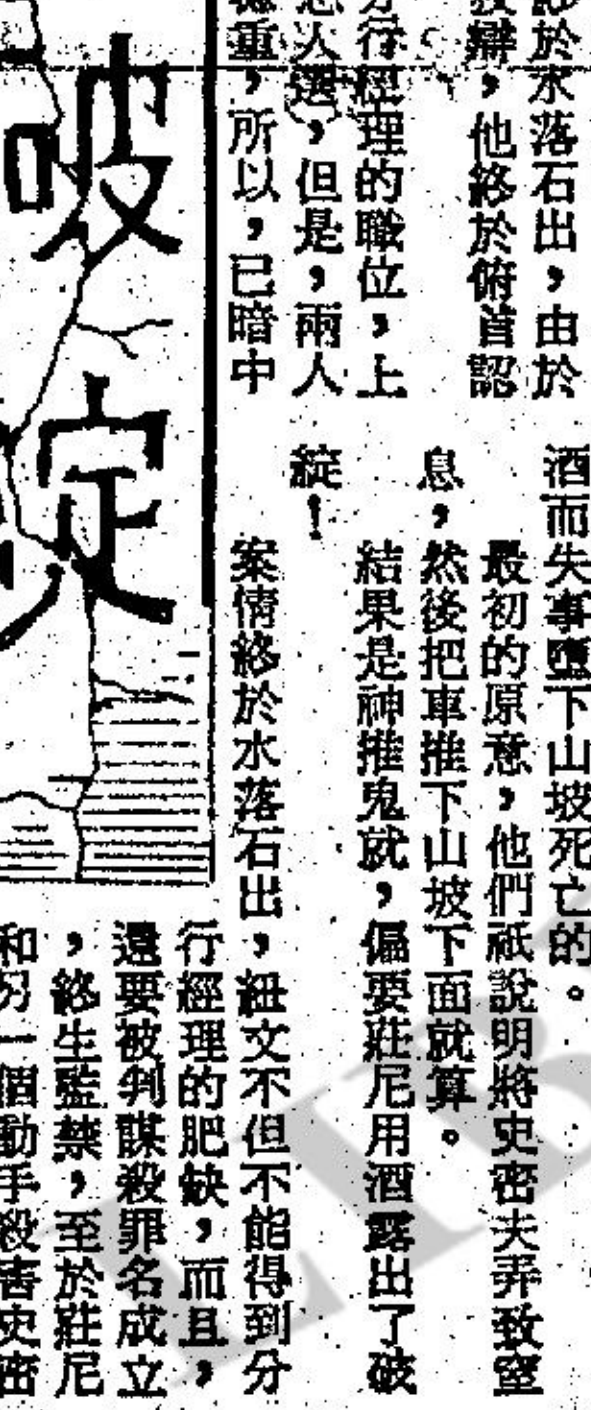 於水落石出，由於
辯，他終於俯首認
行經理的職位，上
人選，但是，兩人
重，所以，已暗中
酒而失事墮下山坡死亡的。
最初的原意，他們祇說明將史密夫弄致窒
息，然後把車推下山坡下面就算。
結果是神推鬼就，偏要莊尼用酒露出了破
綻！
案情終於水落石出，紐文不但不能得到分
行經理的肥缺，而且，
還要被判謀殺罪名成立
，終生監禁，至於莊尼
和另一個動手殺害史密